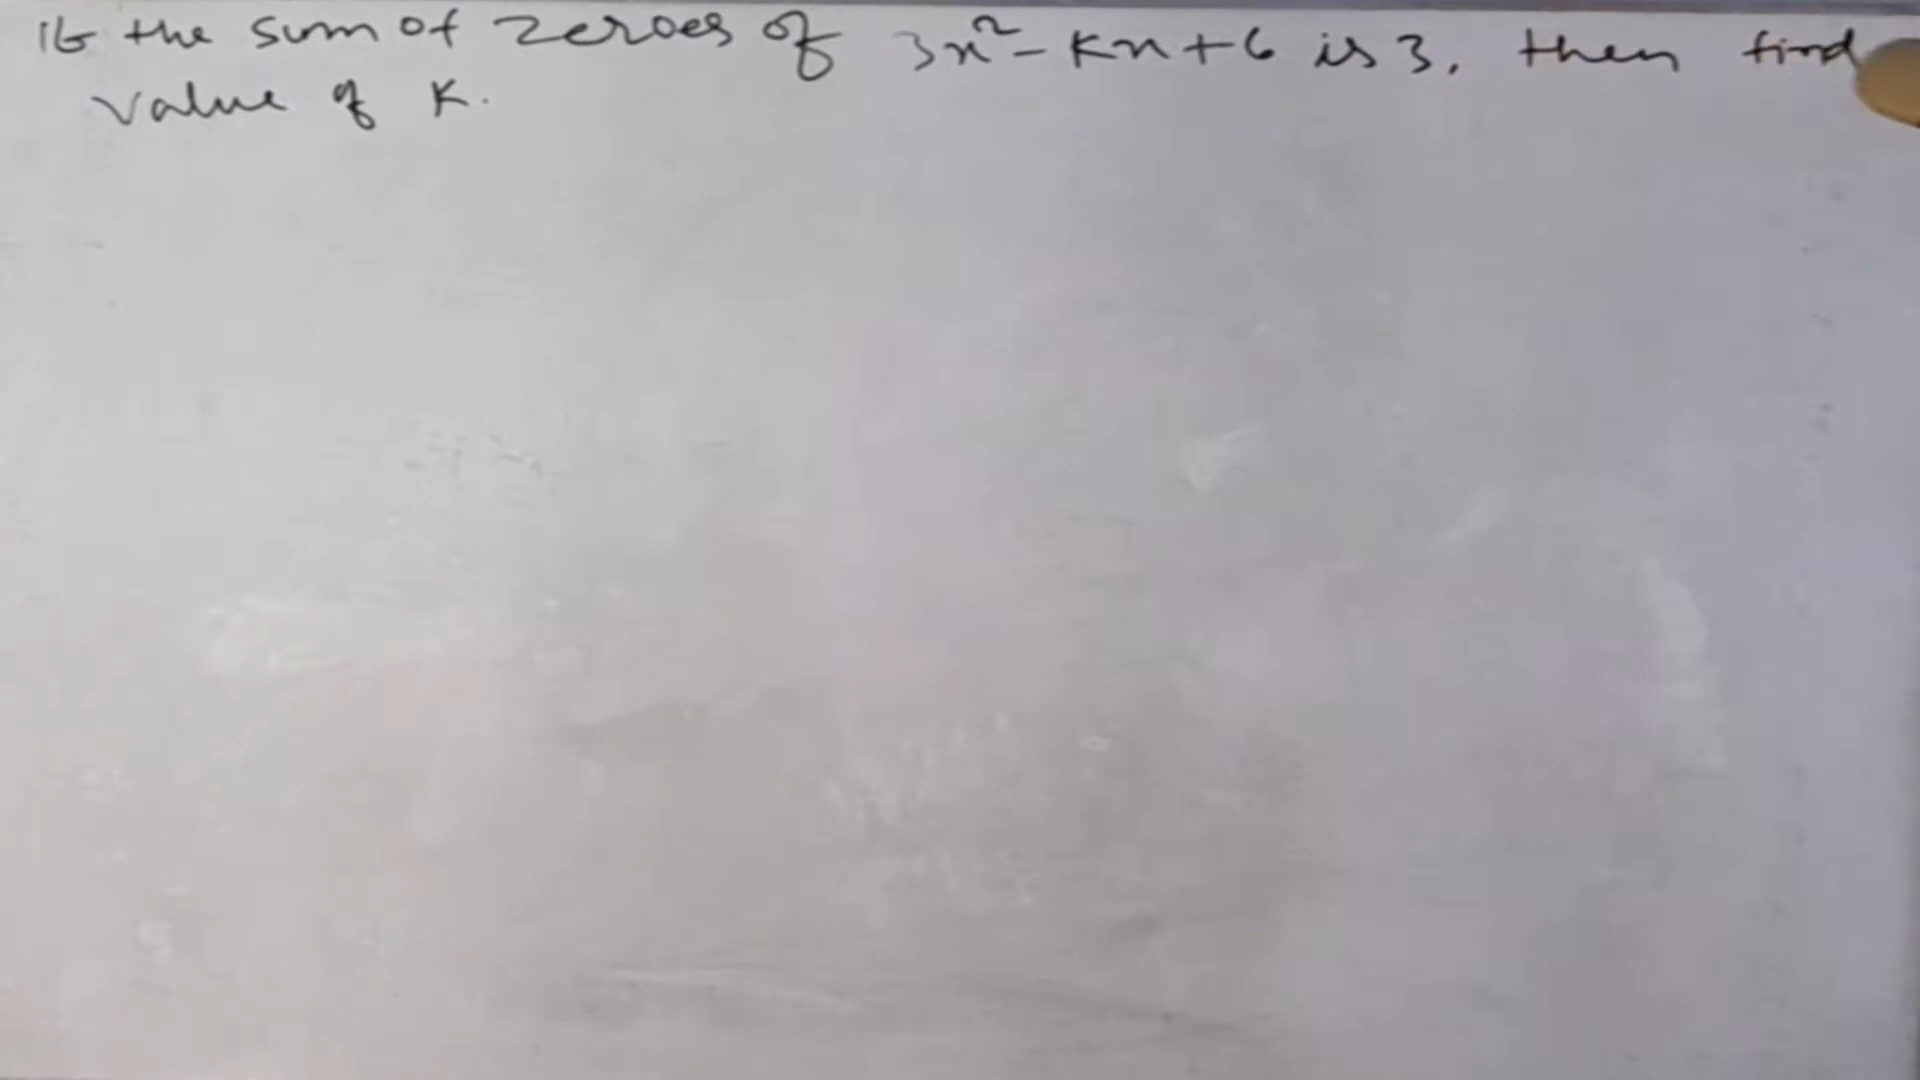 If the sum of zeroes of 3x²-Kx+6 is 3, then find
value of K.